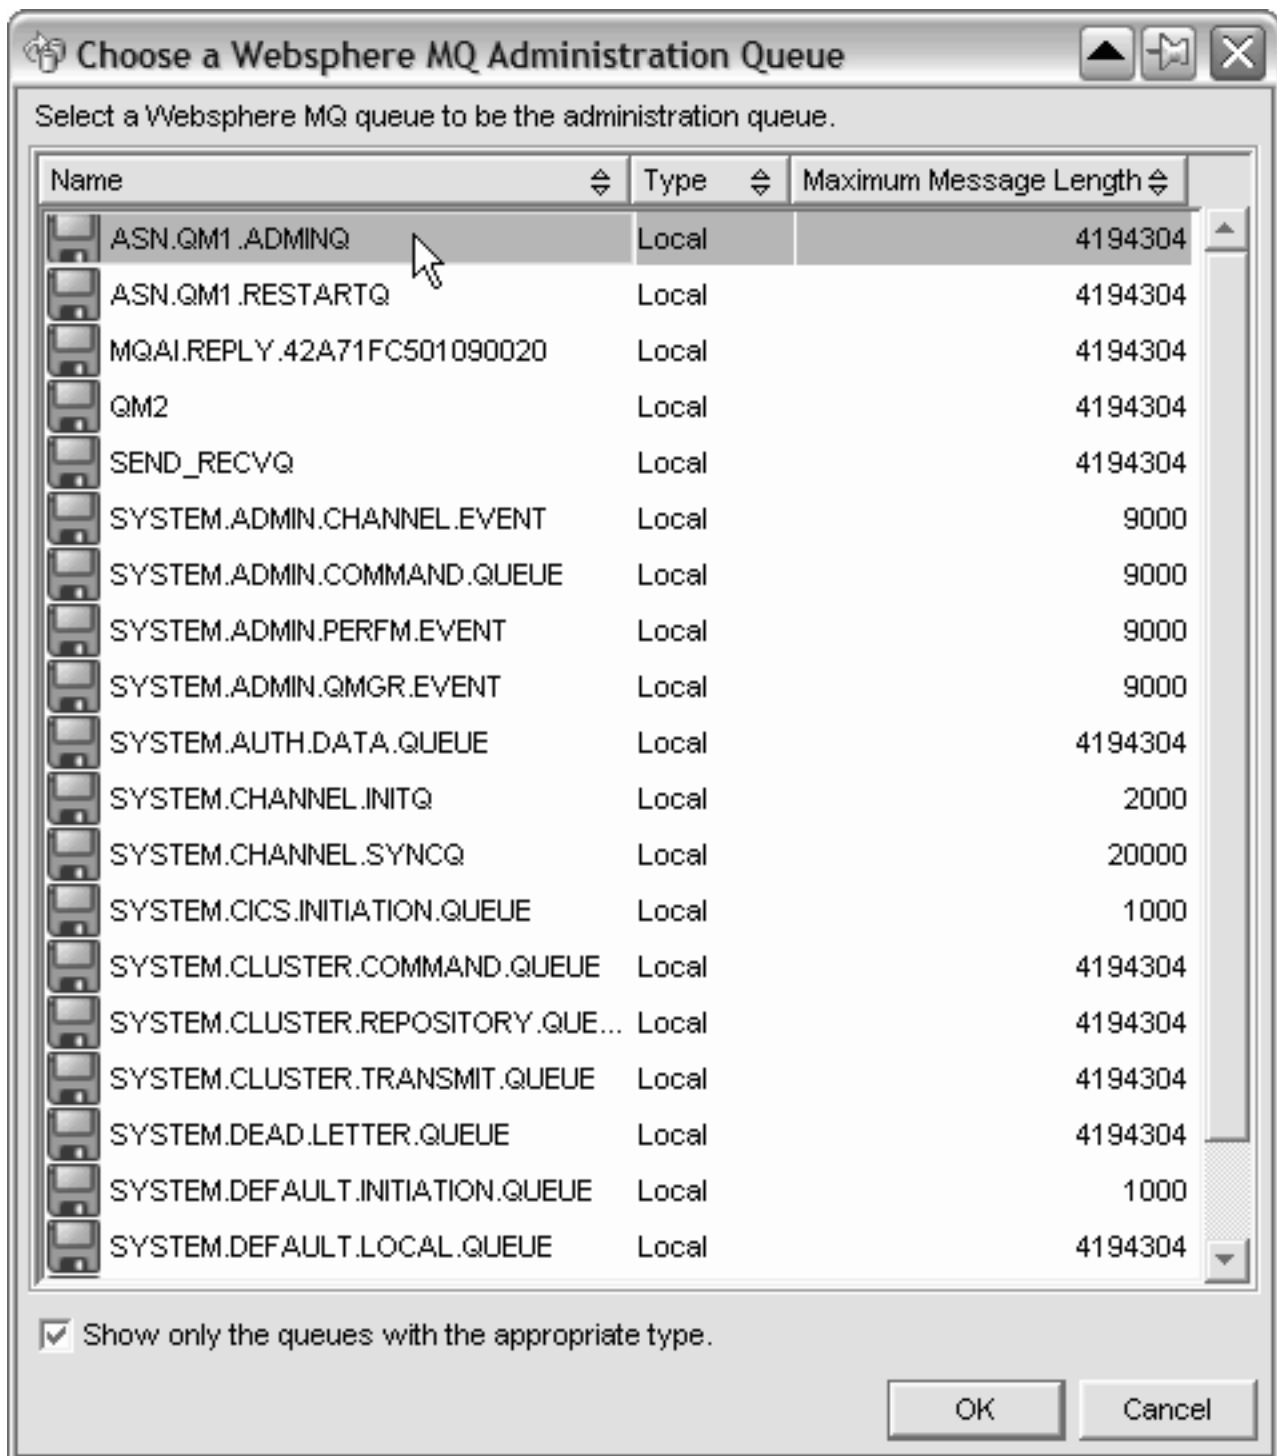 Choose a Websphere MQ Administration Queue
Select a Websphere MQ queue to be the administration queue.
Name Type Maximum Message Length
ASN.QM1.ADMINQ Local 4194304
ASN.QM1.RESTARTQ Local 4194304
MQAI.REPLY.42A71FC501090020 Local 4194304
QM2 Local 4194304
SEND_RECVQ Local 4194304
SYSTEM.ADMIN.CHANNEL.EVENT Local 9000
SYSTEM.ADMIN.COMMAND.QUEUE Local 9000
SYSTEM.ADMIN.PERFM.EVENT Local 9000
SYSTEM.ADMIN.QMGR.EVENT Local 9000
SYSTEM.AUTH.DATA.QUEUE Local 4194304
SYSTEM.CHANNEL.INITQ Local 2000
SYSTEM.CHANNEL.SYNCQ Local 20000
SYSTEM.CICS.INITIATION.QUEUE Local 1000
SYSTEM.CLUSTER.COMMAND.QUEUE Local 4194304
SYSTEM.CLUSTER.REPOSITORY.QUE... Local 4194304
SYSTEM.CLUSTER.TRANSMIT.QUEUE Local 4194304
SYSTEM.DEAD.LETTER.QUEUE Local 4194304
SYSTEM.DEFAULT.INITIATION.QUEUE Local 1000
SYSTEM.DEFAULT.LOCAL.QUEUE Local 4194304
Show only the queues with the appropriate type.
OK Cancel